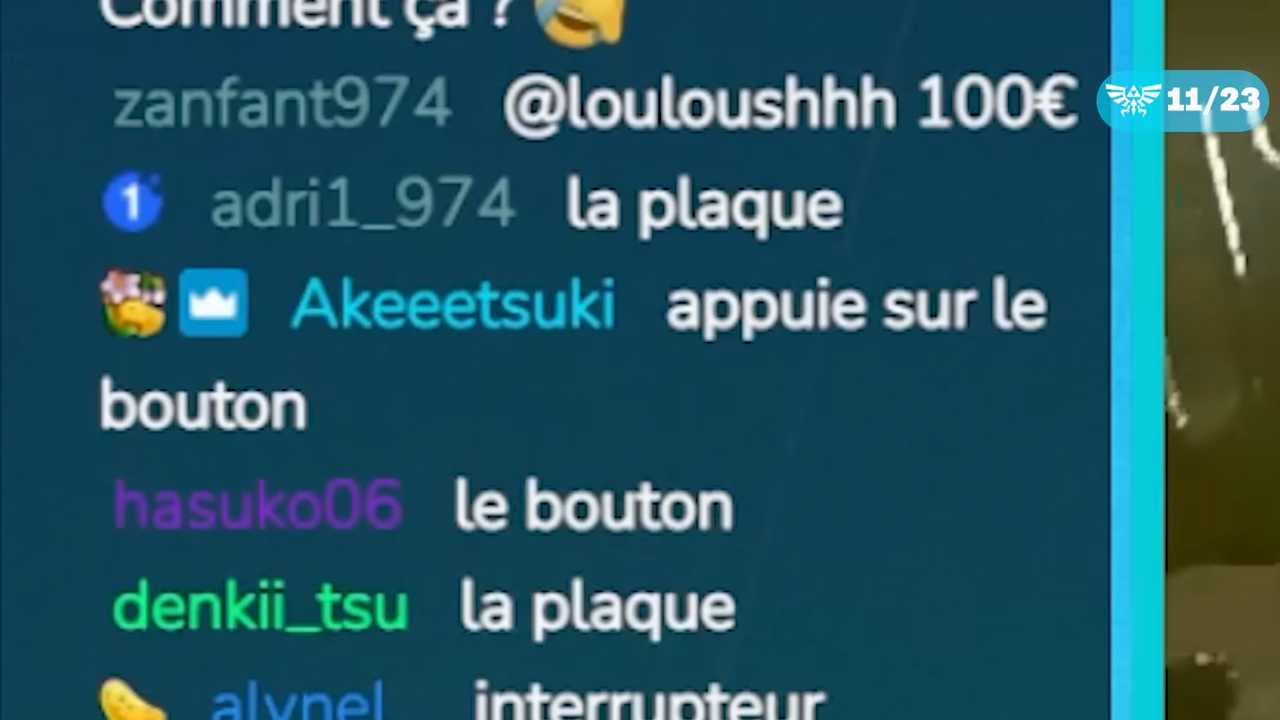 Comment ça ?
zanfant974 @louloushhh 100€
11/23
1 adri1_974 la plaque
Akeeetsuki appuie sur le
bouton
hasuko06 le bouton
denkii_tsu la plaque
alynel interrupteur